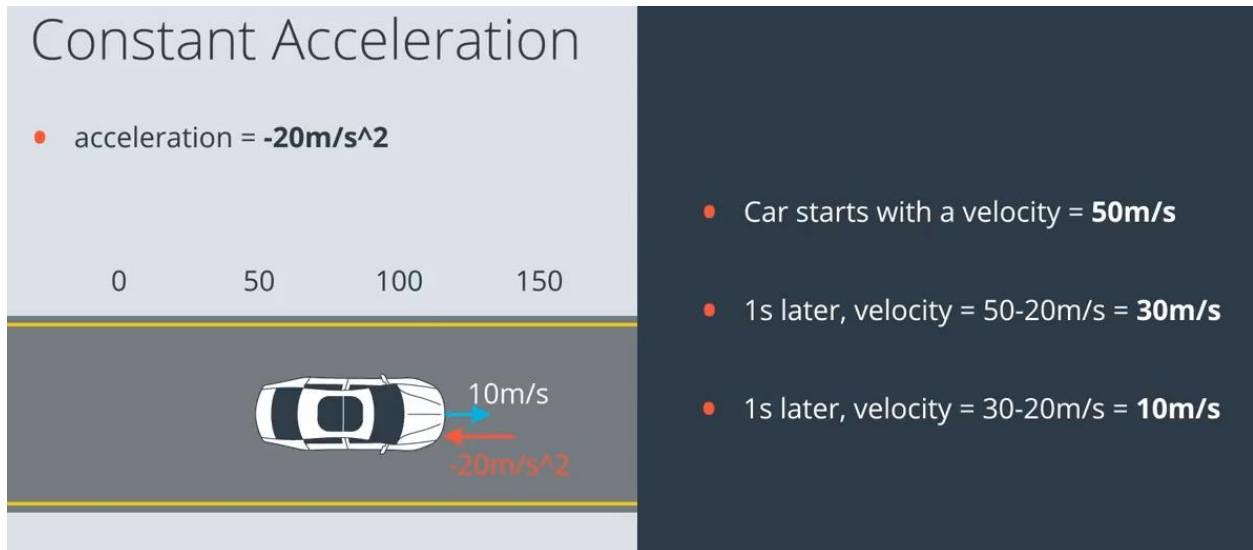 Constant Acceleration
• acceleration = -20m/s^2
0 50 100 150
10m/s
-20m/s^2
• Car starts with a velocity = 50m/s
• 1s later, velocity = 50-20m/s = 30m/s
• 1s later, velocity = 30-20m/s = 10m/s